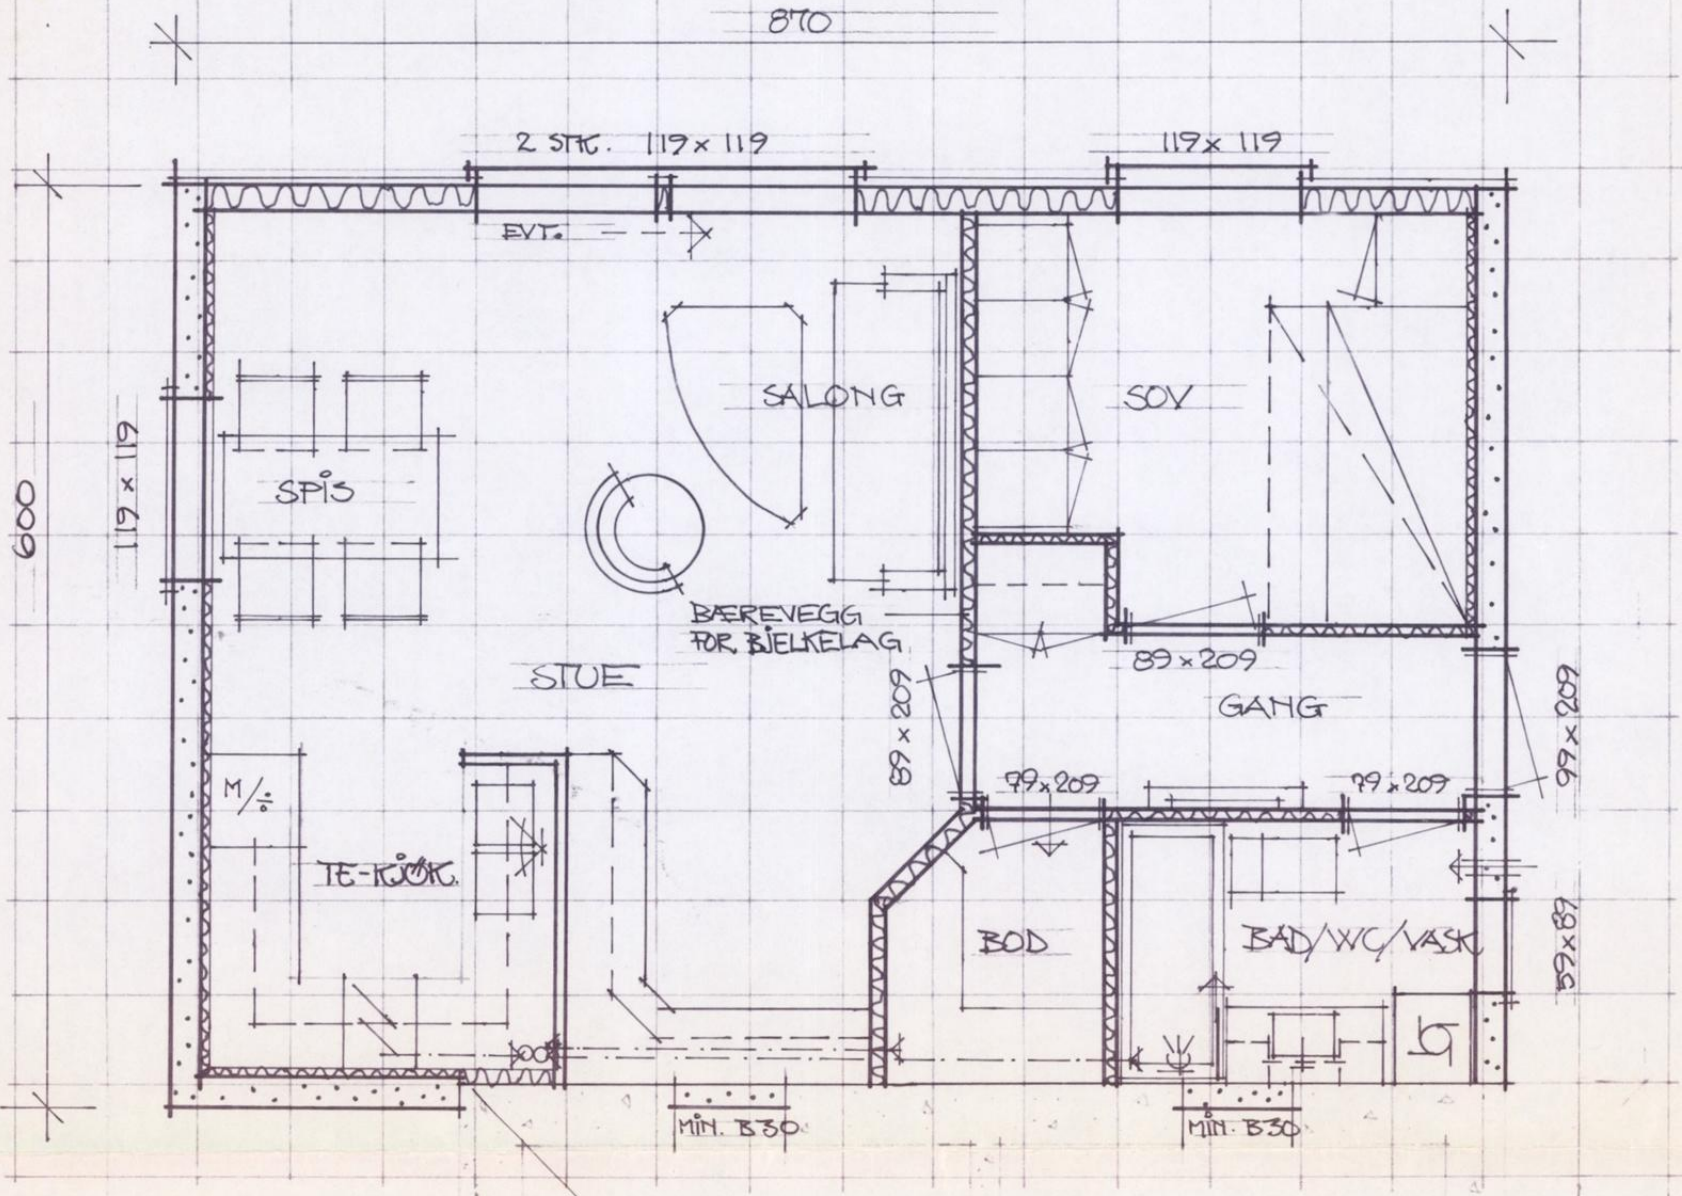 870
2 STK. 119 x 119
119 x 119
EVT.
SALONG
SOV
119 x 119
600
SPIS
BÆREVEGG
FOR BJELKELAG
89 x 209
STUE
89 x 209
GANG
99 x 209
79 x 209
79 x 209
M/÷
TE-KJÖK.
BOD
BAD/WC/VASK
59 x 89
MIN. B30
MIN. B30